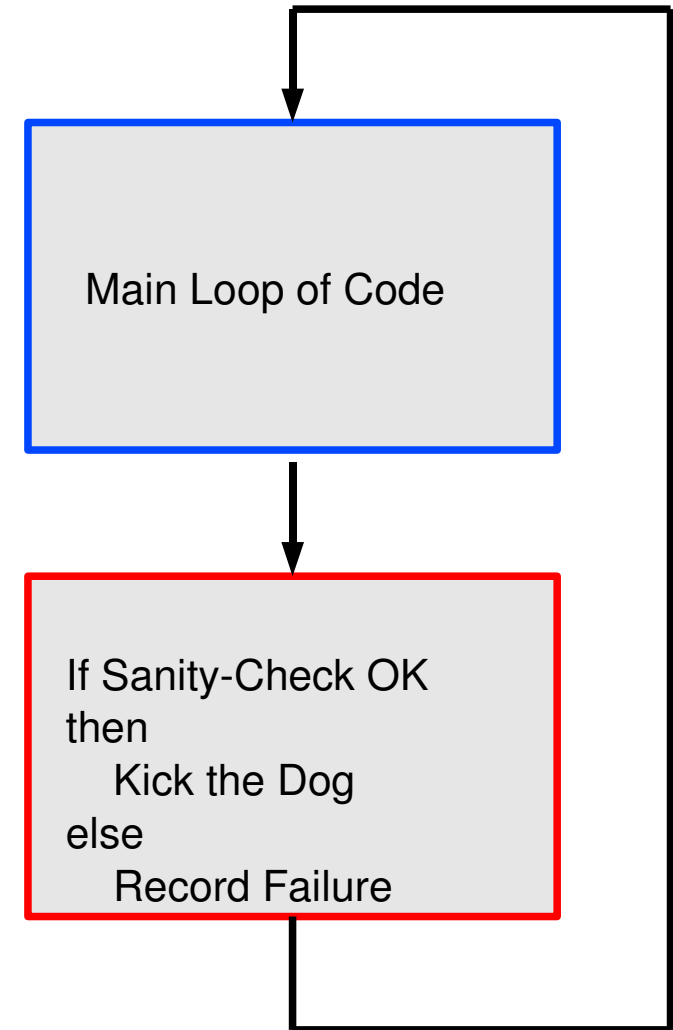 Main Loop of Code
If Sanity-Check OK
then
Kick the Dog
else
Record Failure